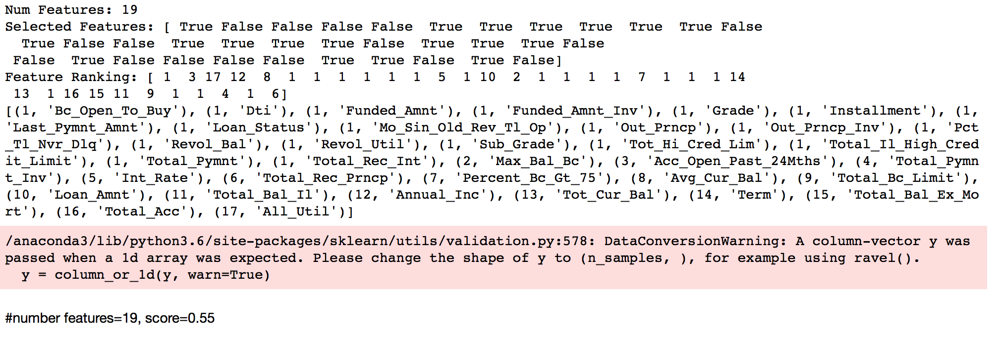 Num Features: 19
Selected Features: [ True False False False False  True  True  True  True  True  True False
  True False False  True  True  True  True False  True  True  True False
 False  True False False False False  True  True False  True False]
Feature Ranking: [ 1  3 17 12  8  1  1  1  1  1  1  5  1 10  2  1  1  1  1  7  1  1  1 14
 13  1 16 15 11  9  1  1  4  1  6]
[(1, 'Bc_Open_To_Buy'), (1, 'Dti'), (1, 'Funded_Amnt'), (1, 'Funded_Amnt_Inv'), (1, 'Grade'), (1, 'Installment'), (1,
'Last_Pymnt_Amnt'), (1, 'Loan_Status'), (1, 'Mo_Sin_Old_Rev_Tl_Op'), (1, 'Out_Prncp'), (1, 'Out_Prncp_Inv'), (1, 'Pct
_Tl_Nvr_Dlq'), (1, 'Revol_Bal'), (1, 'Revol_Util'), (1, 'Sub_Grade'), (1, 'Tot_Hi_Cred_Lim'), (1, 'Total_Il_High_Cred
it_Limit'), (1, 'Total_Pymnt'), (1, 'Total_Rec_Int'), (2, 'Max_Bal_Bc'), (3, 'Acc_Open_Past_24Mths'), (4, 'Total_Pymn
t_Inv'), (5, 'Int_Rate'), (6, 'Total_Rec_Prncp'), (7, 'Percent_Bc_Gt_75'), (8, 'Avg_Cur_Bal'), (9, 'Total_Bc_Limit'),
(10, 'Loan_Amnt'), (11, 'Total_Bal_Il'), (12, 'Annual_Inc'), (13, 'Tot_Cur_Bal'), (14, 'Term'), (15, 'Total_Bal_Ex_Mo
rt'), (16, 'Total_Acc'), (17, 'All_Util')]
/anaconda3/lib/python3.6/site-packages/sklearn/utils/validation.py:578: DataConversionWarning: A column-vector y was
passed when a 1d array was expected. Please change the shape of y to (n_samples, ), for example using ravel().
  y = column_or_1d(y, warn=True)
#number features=19, score=0.55